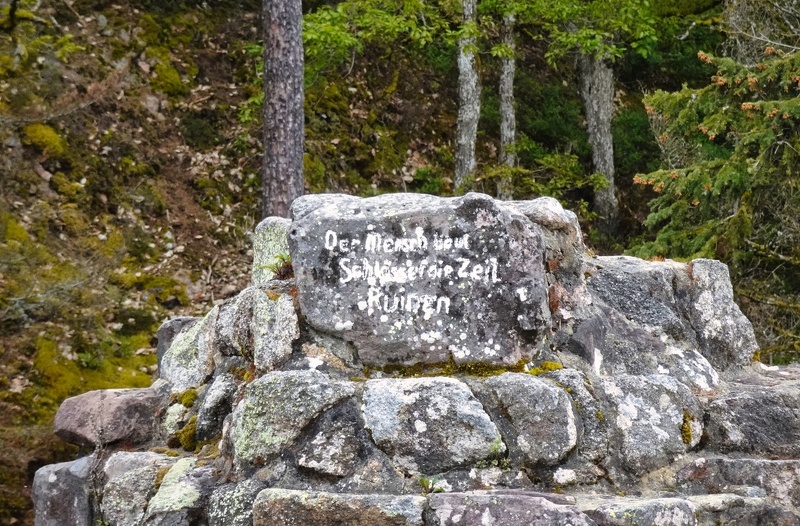 Der Mensch baut
Schlösser die Zeit
Ruinen